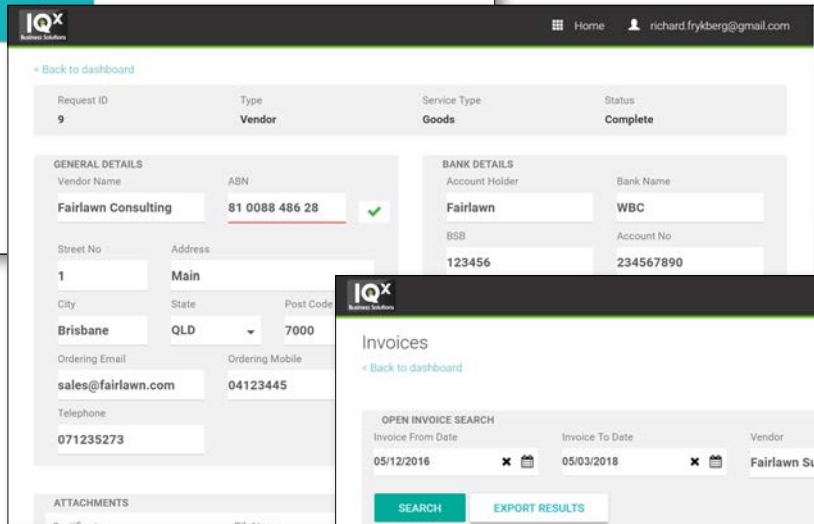 IQX
Business Solutions
Home richard.frykberg@gmail.com
< Back to dashboard
Request ID Type Service Type Status
9 Vendor Goods Complete
GENERAL DETAILS BANK DETAILS
Vendor Name ABN Account Holder Bank Name
Fairlawn Consulting 81 0088 486 28 Fairlawn WBC
Street No Address BSB Account No
1 Main 123456 234567890
City State Post Code
Brisbane QLD 7000
Ordering Email Ordering Mobile
sales@fairlawn.com 04123445
Telephone
071235273
ATTACHMENTS
IQX
Business Solutions
Invoices
< Back to dashboard
OPEN INVOICE SEARCH
Invoice From Date Invoice To Date Vendor
05/12/2016 05/03/2018 Fairlawn Su
SEARCH EXPORT RESULTS